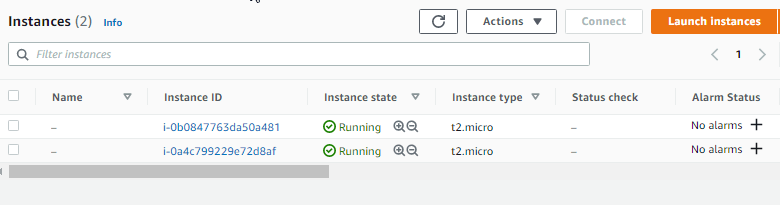 Instances (2) Info Actions Connect Launch instances
Filter instances 1
Name Instance ID Instance state Instance type Status check Alarm Status
– i-0b0847763da50a481 Running t2.micro – No alarms +
– i-0a4c799229e72d8af Running t2.micro – No alarms +